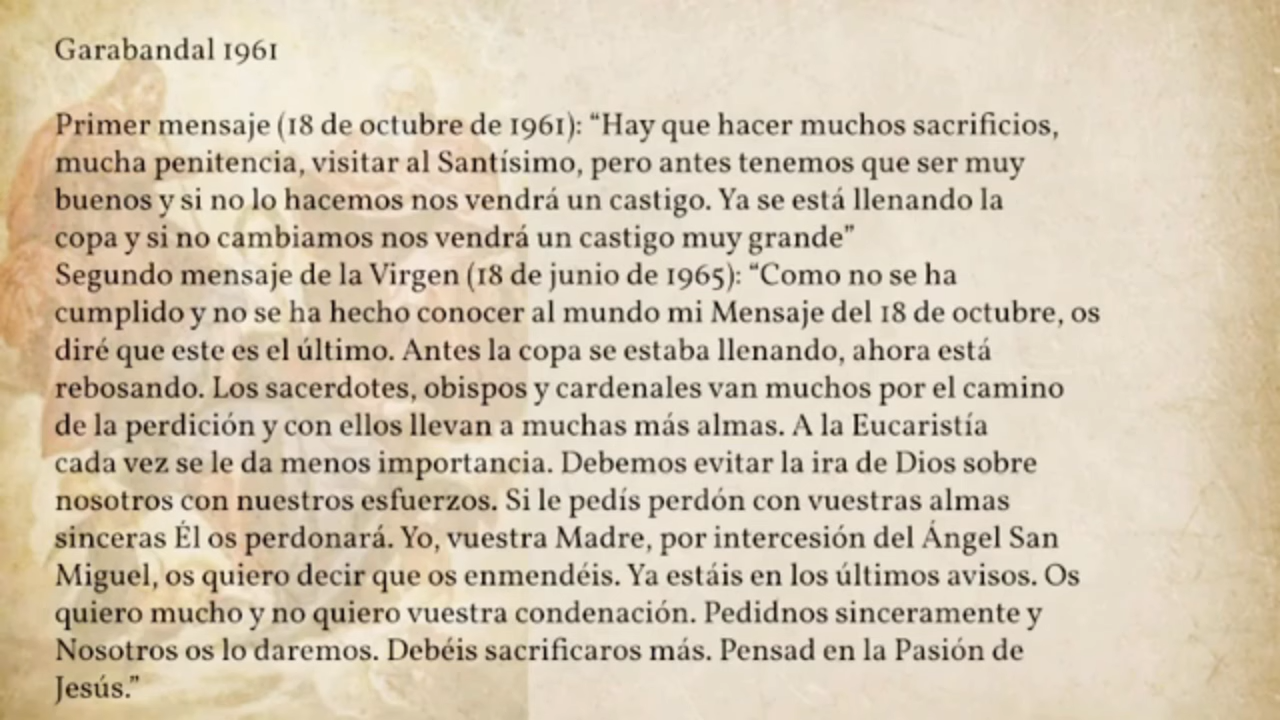 Garabandal 1961
Primer mensaje (18 de octubre de 1961): “Hay que hacer muchos sacrificios,
mucha penitencia, visitar al Santísimo, pero antes tenemos que ser muy
buenos y si no lo hacemos nos vendrá un castigo. Ya se está llenando la
copa y si no cambiamos nos vendrá un castigo muy grande”
Segundo mensaje de la Virgen (18 de junio de 1965): “Como no se ha
cumplido y no se ha hecho conocer al mundo mi Mensaje del 18 de octubre, os
diré que este es el último. Antes la copa se estaba llenando, ahora está
rebosando. Los sacerdotes, obispos y cardenales van muchos por el camino
de la perdición y con ellos llevan a muchas más almas. A la Eucaristía
cada vez se le da menos importancia. Debemos evitar la ira de Dios sobre
nosotros con nuestros esfuerzos. Si le pedís perdón con vuestras almas
sinceras Él os perdonará. Yo, vuestra Madre, por intercesión del Ángel San
Miguel, os quiero decir que os enmendéis. Ya estáis en los últimos avisos. Os
quiero mucho y no quiero vuestra condenación. Pedidnos sinceramente y
Nosotros os lo daremos. Debéis sacrificaros más. Pensad en la Pasión de
Jesús.”